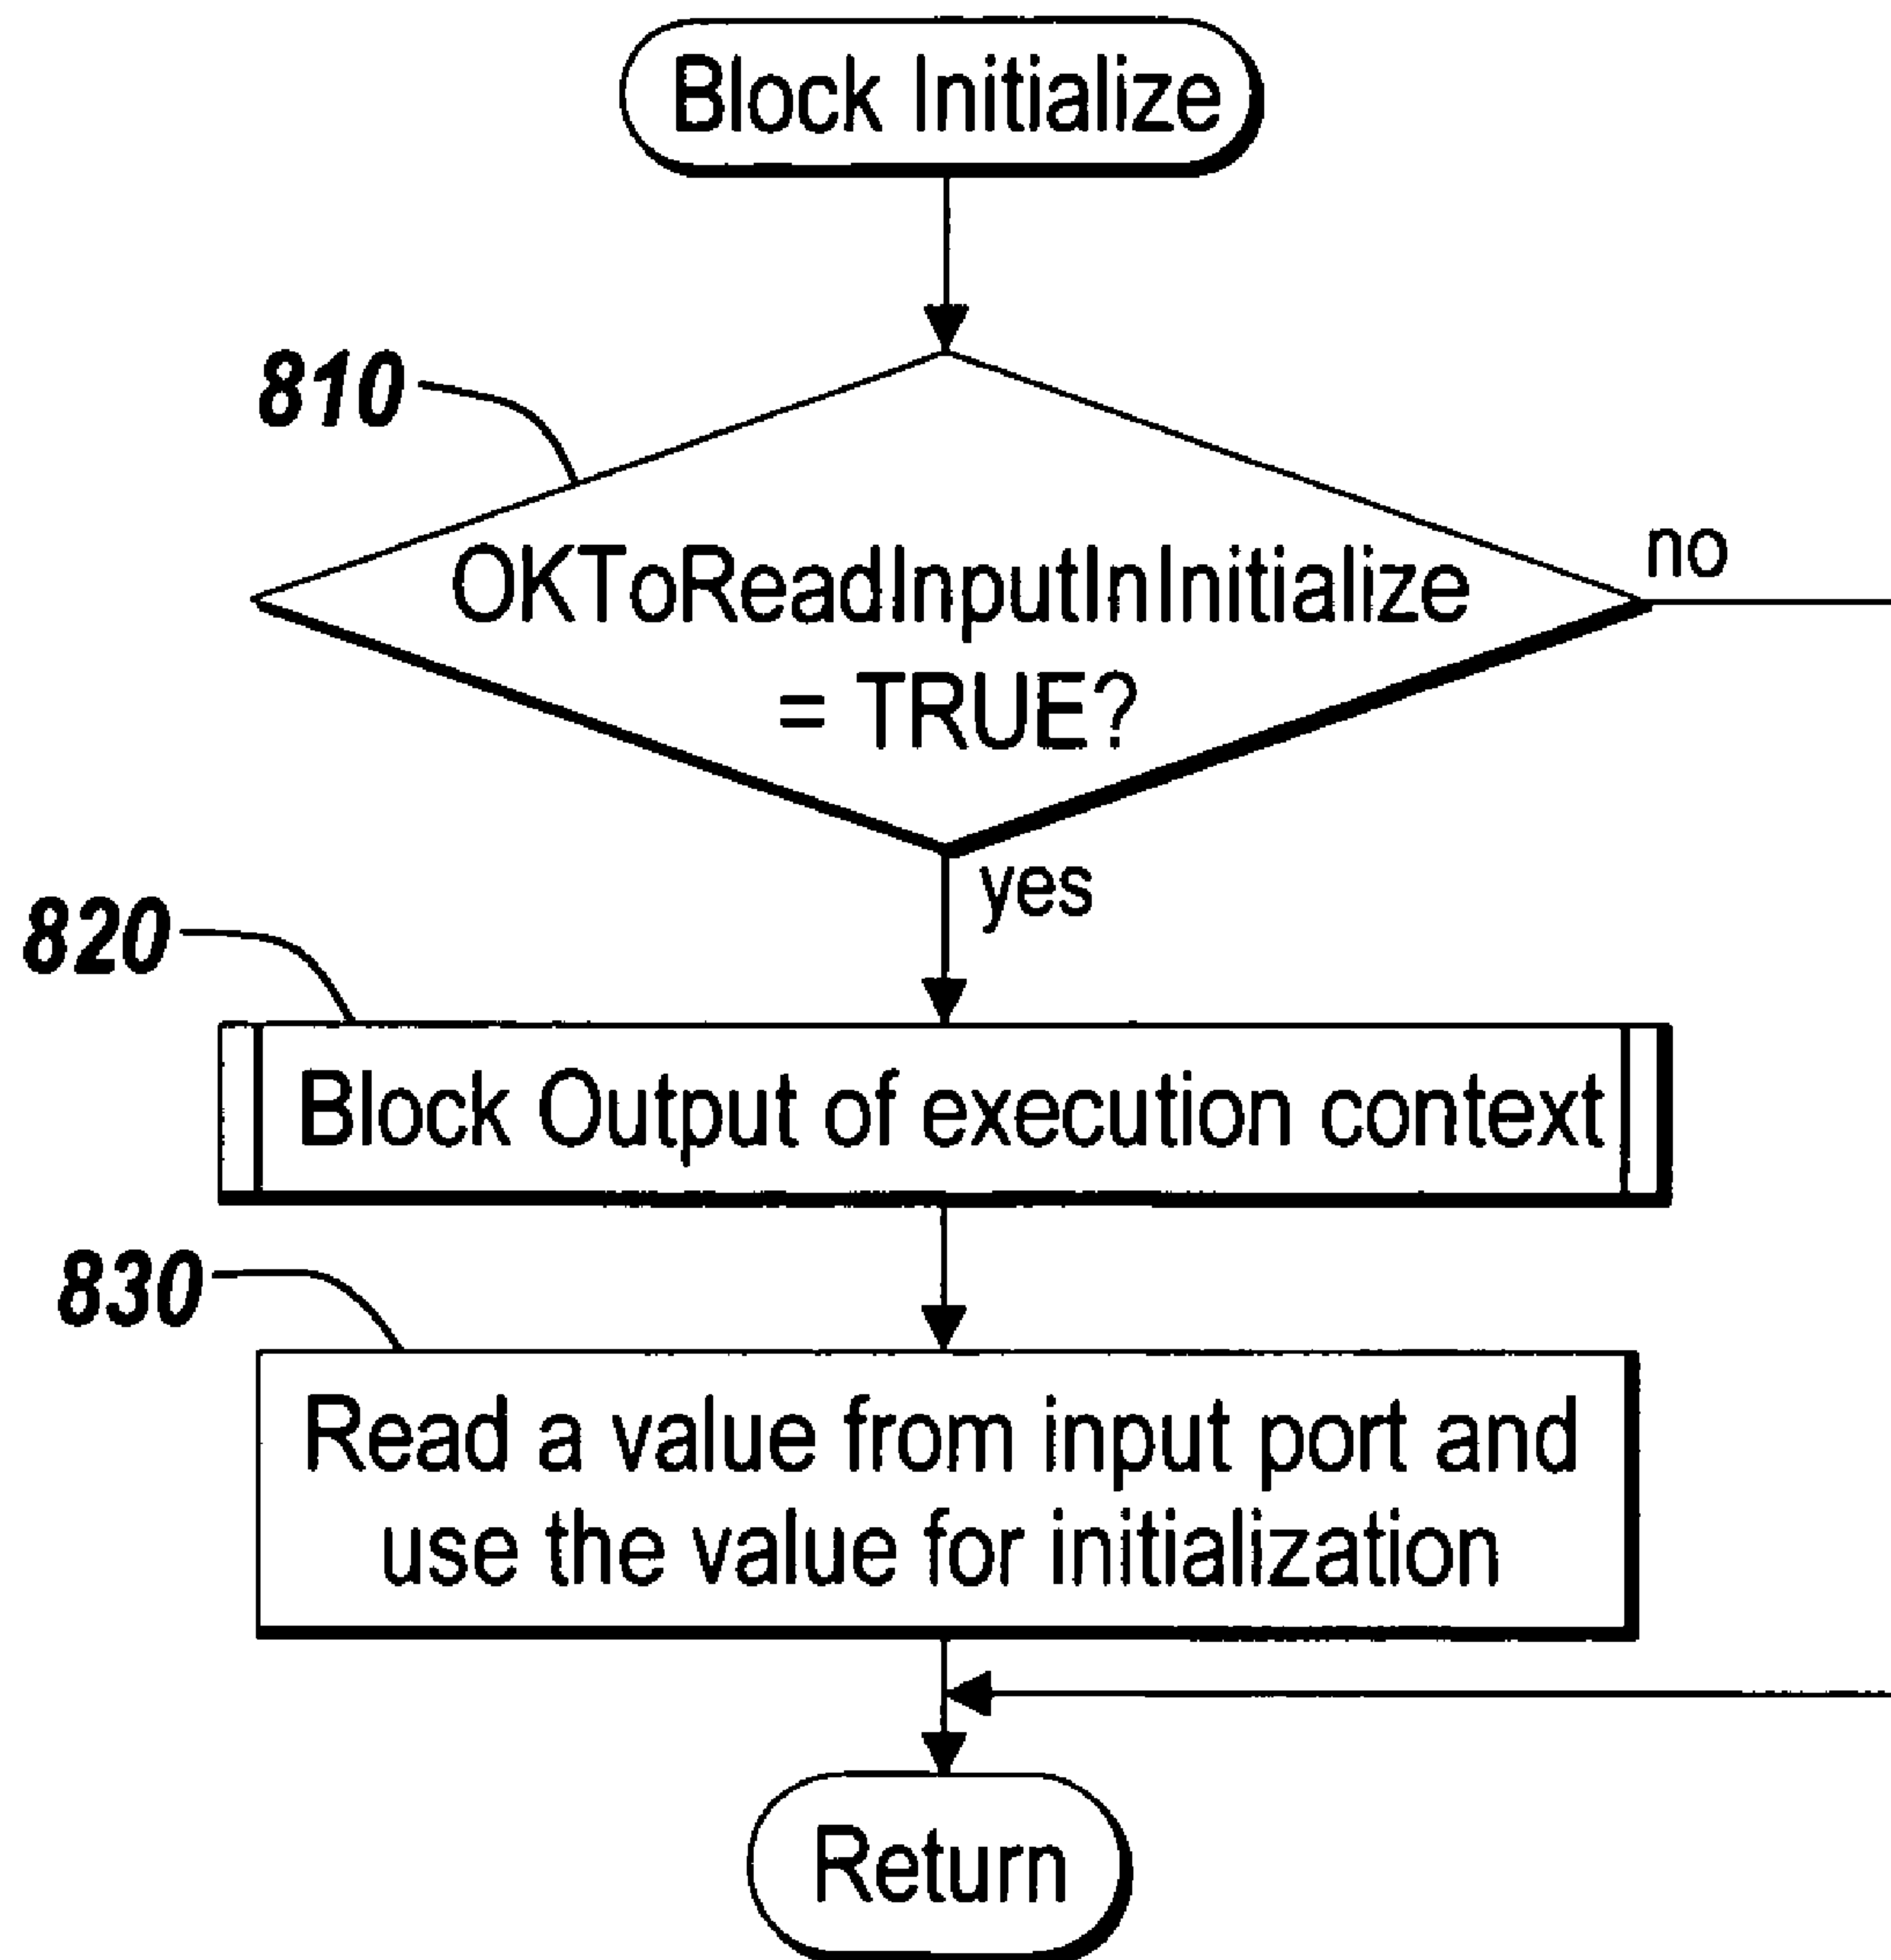 Block Initialize
810
OKToReadInputInInitialize
= TRUE?
no
yes
820
Block Output of execution context
830
Read a value from input port and
use the value for initialization
Return